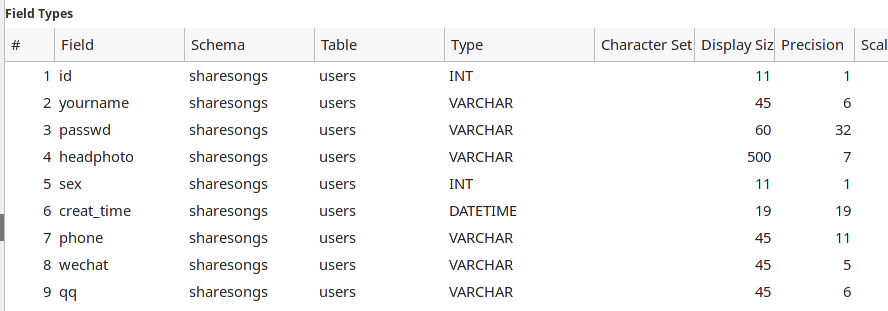 Field Types
# Field Schema Table Type Character Set Display Siz Precision Scal
1 id sharesongs users INT 11 1
2 yourname sharesongs users VARCHAR 45 6
3 passwd sharesongs users VARCHAR 60 32
4 headphoto sharesongs users VARCHAR 500 7
5 sex sharesongs users INT 11 1
6 creat_time sharesongs users DATETIME 19 19
7 phone sharesongs users VARCHAR 45 11
8 wechat sharesongs users VARCHAR 45 5
9 qq sharesongs users VARCHAR 45 6